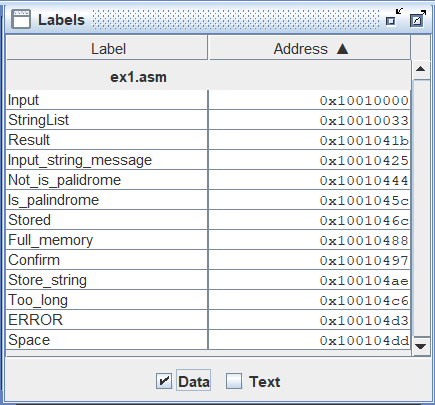 Labels
Label Address ▲
ex1.asm
Input 0x10010000
StringList 0x10010033
Result 0x1001041b
Input_string_message 0x10010425
Not_is_palidrome 0x10010444
Is_palindrome 0x1001045c
Stored 0x1001046c
Full_memory 0x10010488
Confirm 0x10010497
Store_string 0x100104ae
Too_long 0x100104c6
ERROR 0x100104d3
Space 0x100104dd
Data Text